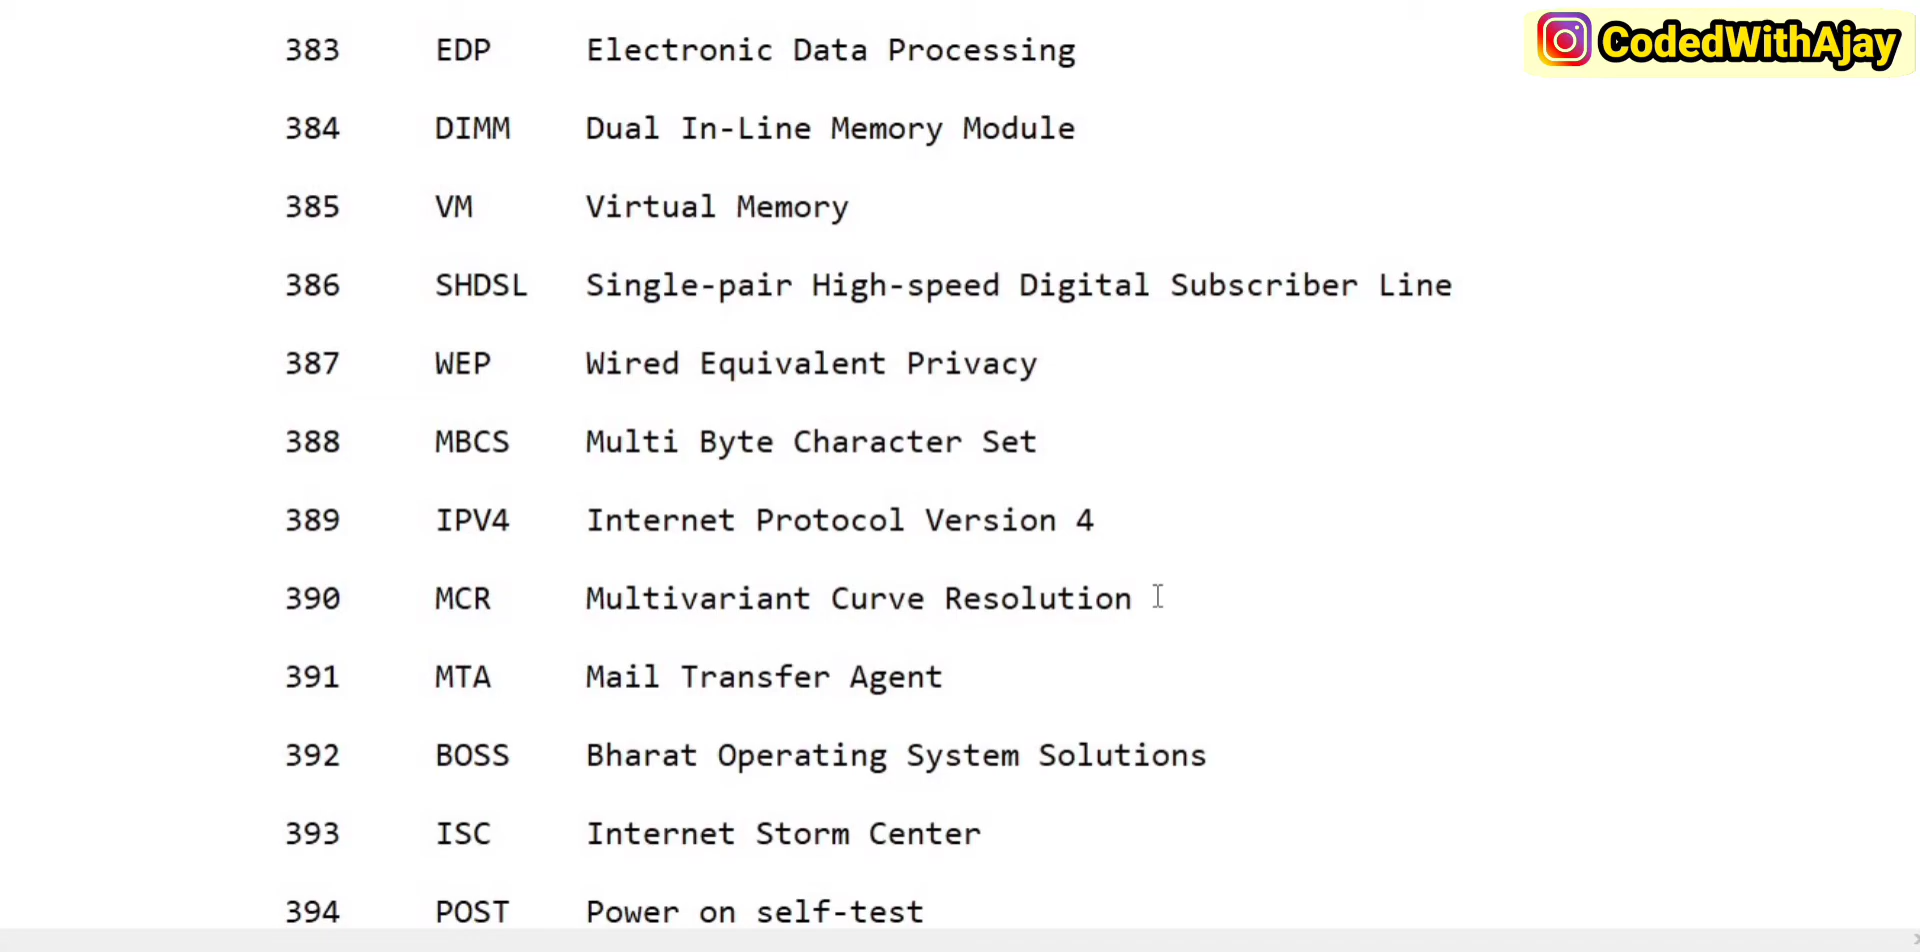 CodedWithAjay
383 EDP Electronic Data Processing
384 DIMM Dual In-Line Memory Module
385 VM Virtual Memory
386 SHDSL Single-pair High-speed Digital Subscriber Line
387 WEP Wired Equivalent Privacy
388 MBCS Multi Byte Character Set
389 IPV4 Internet Protocol Version 4
390 MCR Multivariant Curve Resolution
391 MTA Mail Transfer Agent
392 BOSS Bharat Operating System Solutions
393 ISC Internet Storm Center
394 POST Power on self-test